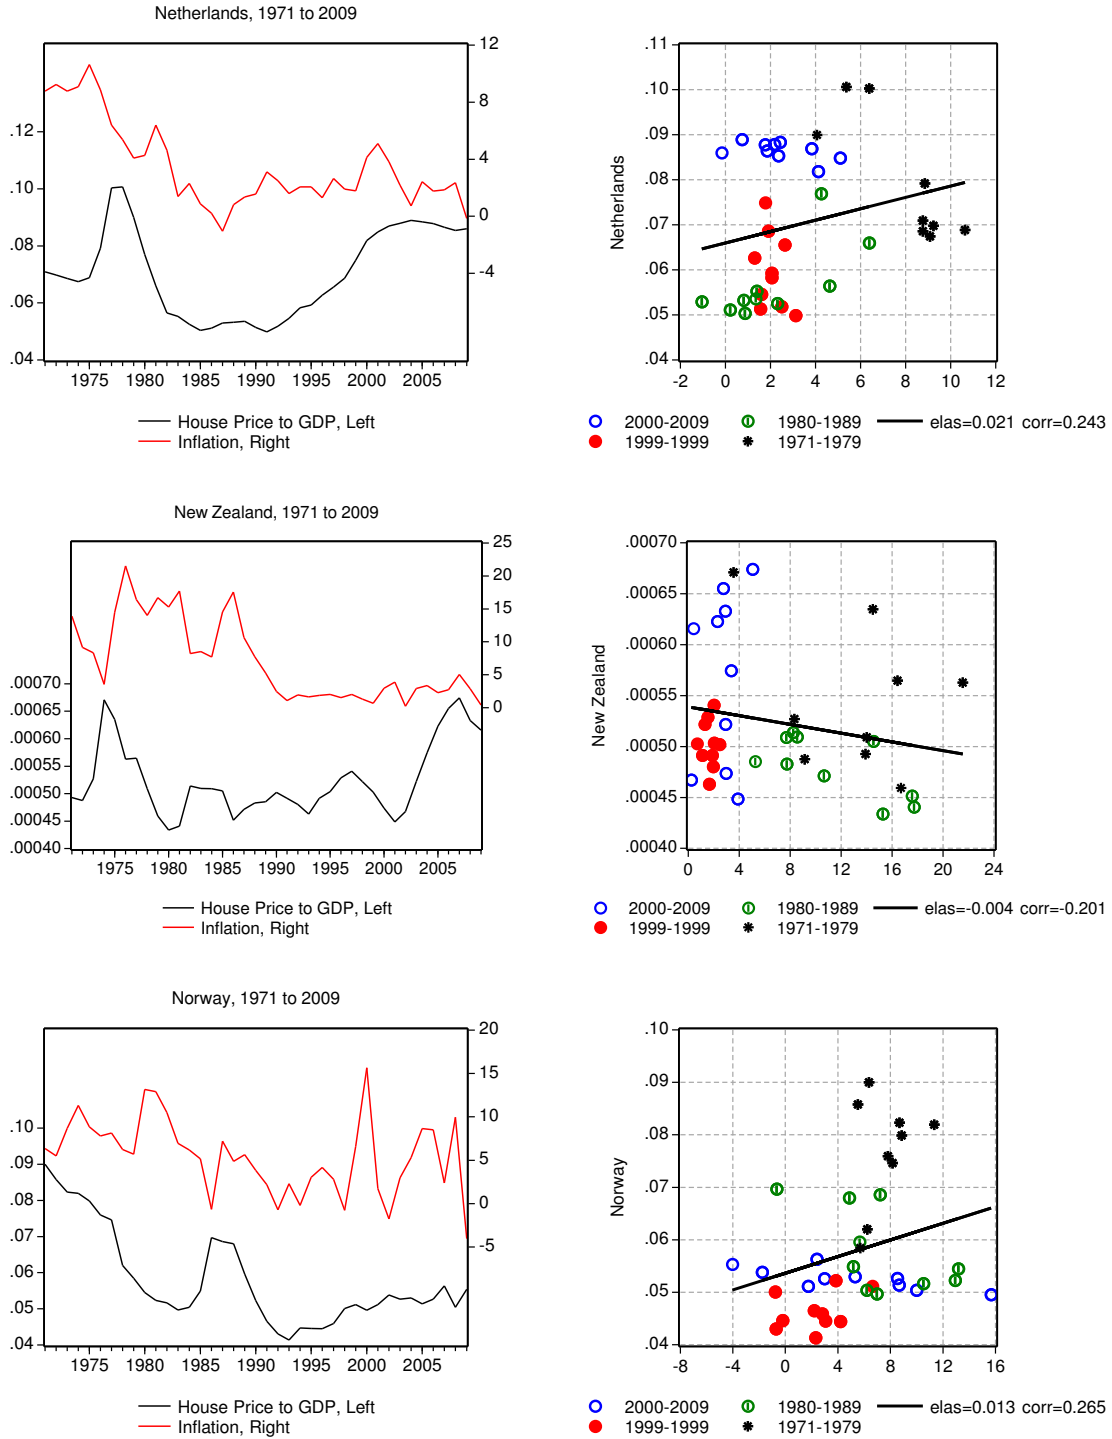 Netherlands, 1971 to 2009
12
8
4
0
-4
.12
.10
.08
.06
.04
1975 1980 1985 1990 1995 2000 2005
House Price to GDP, Left
Inflation, Right
Netherlands
.11
.10
.09
.08
.07
.06
.05
.04
-2 0 2 4 6 8 10 12
2000-2009 1980-1989 elas=0.021 corr=0.243
1999-1999 1971-1979
New Zealand, 1971 to 2009
25
20
15
10
5
0
.00070
.00065
.00060
.00055
.00050
.00045
.00040
1975 1980 1985 1990 1995 2000 2005
House Price to GDP, Left
Inflation, Right
New Zealand
.00070
.00065
.00060
.00055
.00050
.00045
.00040
0 4 8 12 16 20 24
2000-2009 1980-1989 elas=-0.004 corr=-0.201
1999-1999 1971-1979
Norway, 1971 to 2009
20
15
10
5
0
-5
.10
.09
.08
.07
.06
.05
.04
1975 1980 1985 1990 1995 2000 2005
House Price to GDP, Left
Inflation, Right
Norway
.10
.09
.08
.07
.06
.05
.04
-8 -4 0 4 8 12 16
2000-2009 1980-1989 elas=0.013 corr=0.265
1999-1999 1971-1979